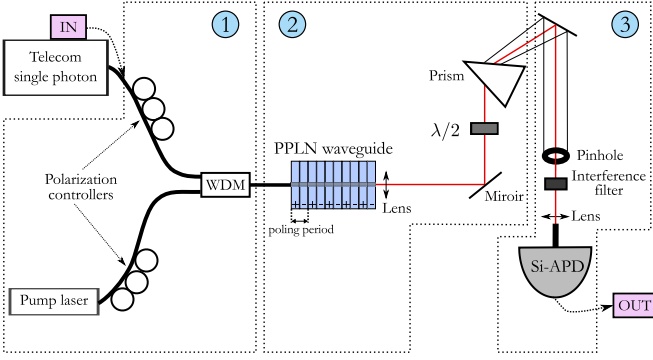 IN
1
2
3
Telecom
single photon
Prism
λ/2
PPLN waveguide
Pinhole
Interference
filter
Polarization
controllers
WDM
Lens
Miroir
+ - + - + - + - +
poling period
Lens
Si-APD
Pump laser
OUT